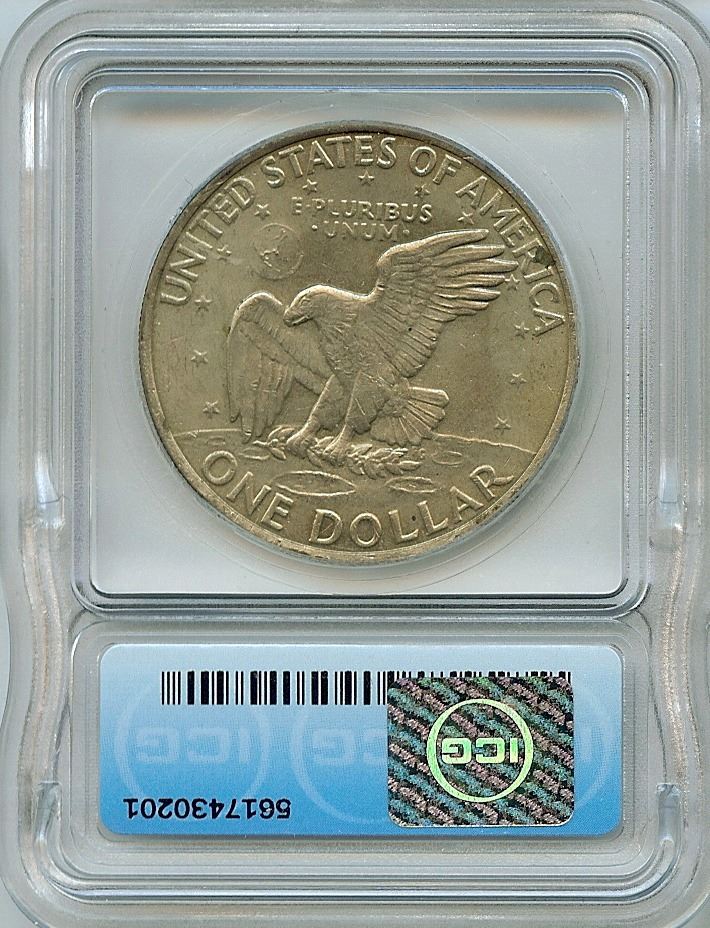 UNITED STATES OF AMERICA
E·PLURIBUS
·UNUM·
ONE DOLLAR
ICG
ICG
ICG
5617430201